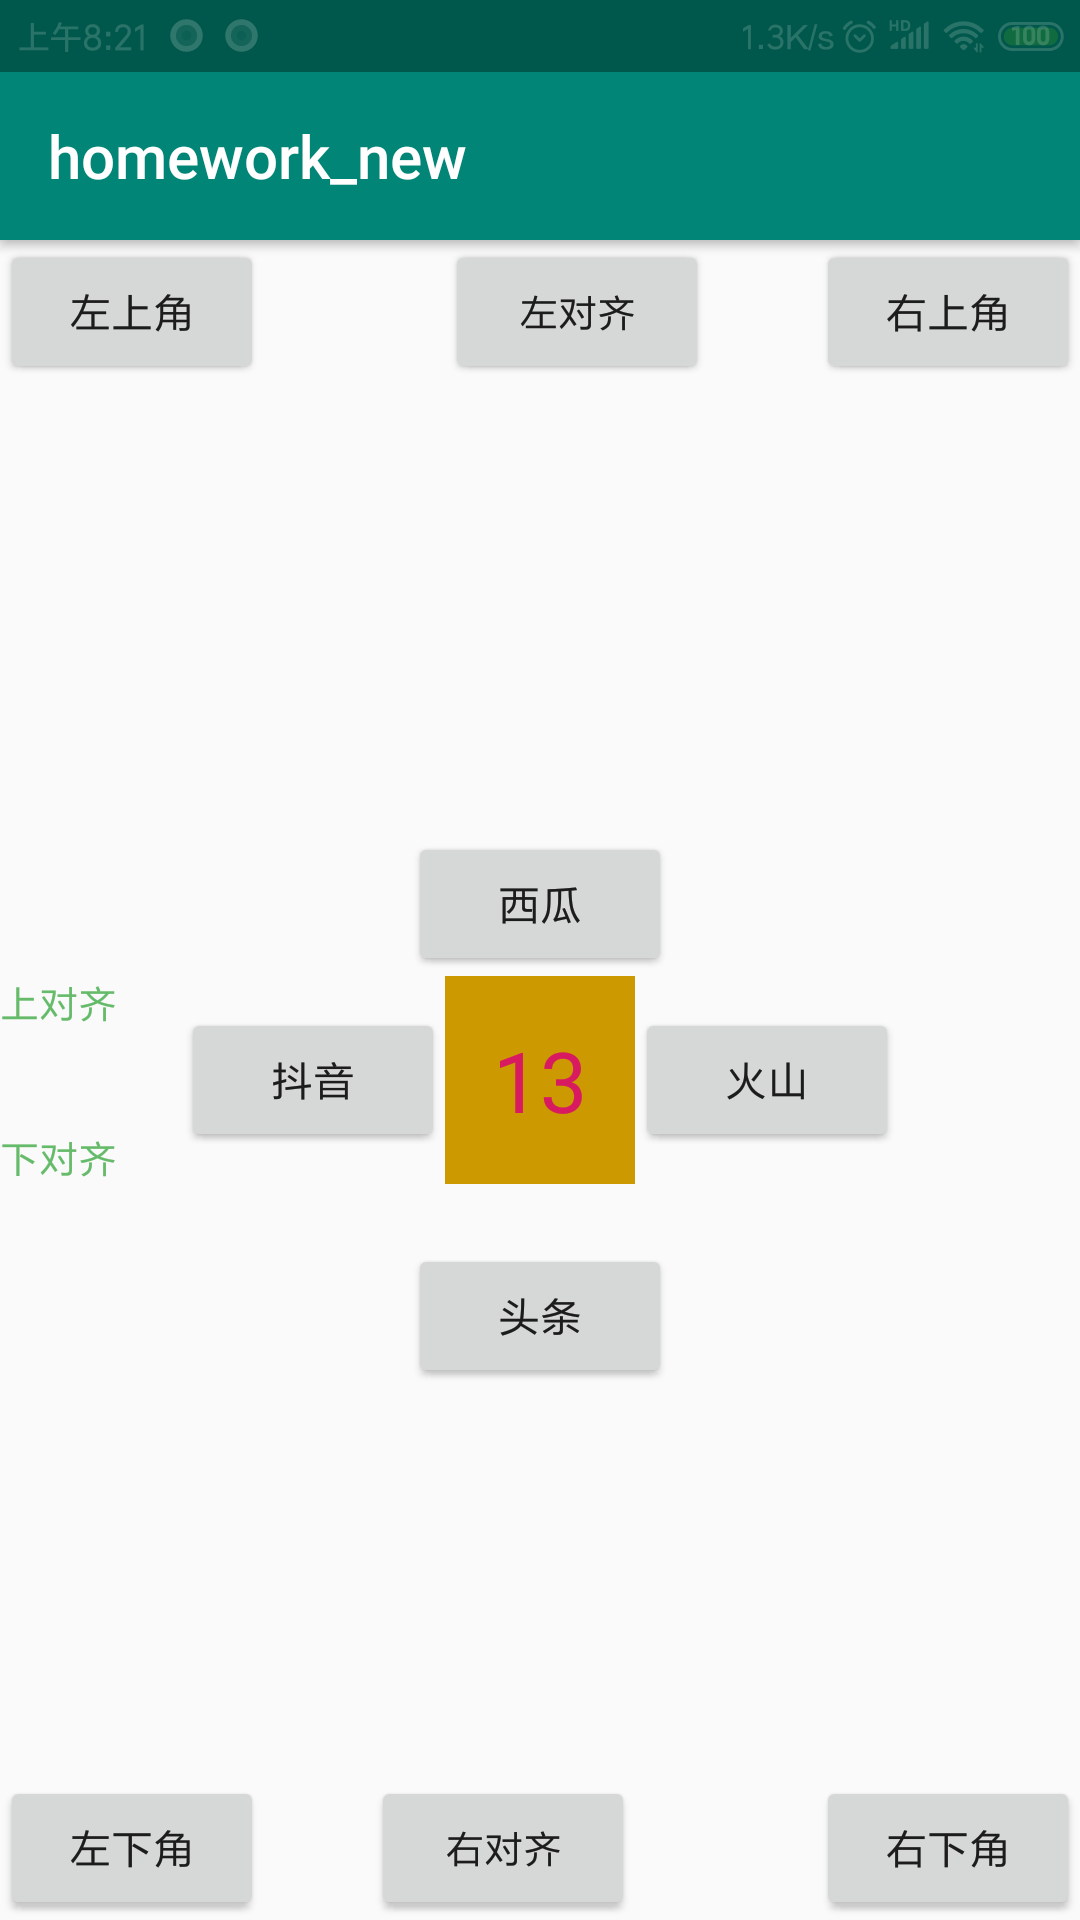 上午8:21 1.3K/s HD 100
homework_new
左上角 左对齐 右上角
西瓜
上对齐
抖音 13 火山
下对齐
头条
左下角 右对齐 右下角